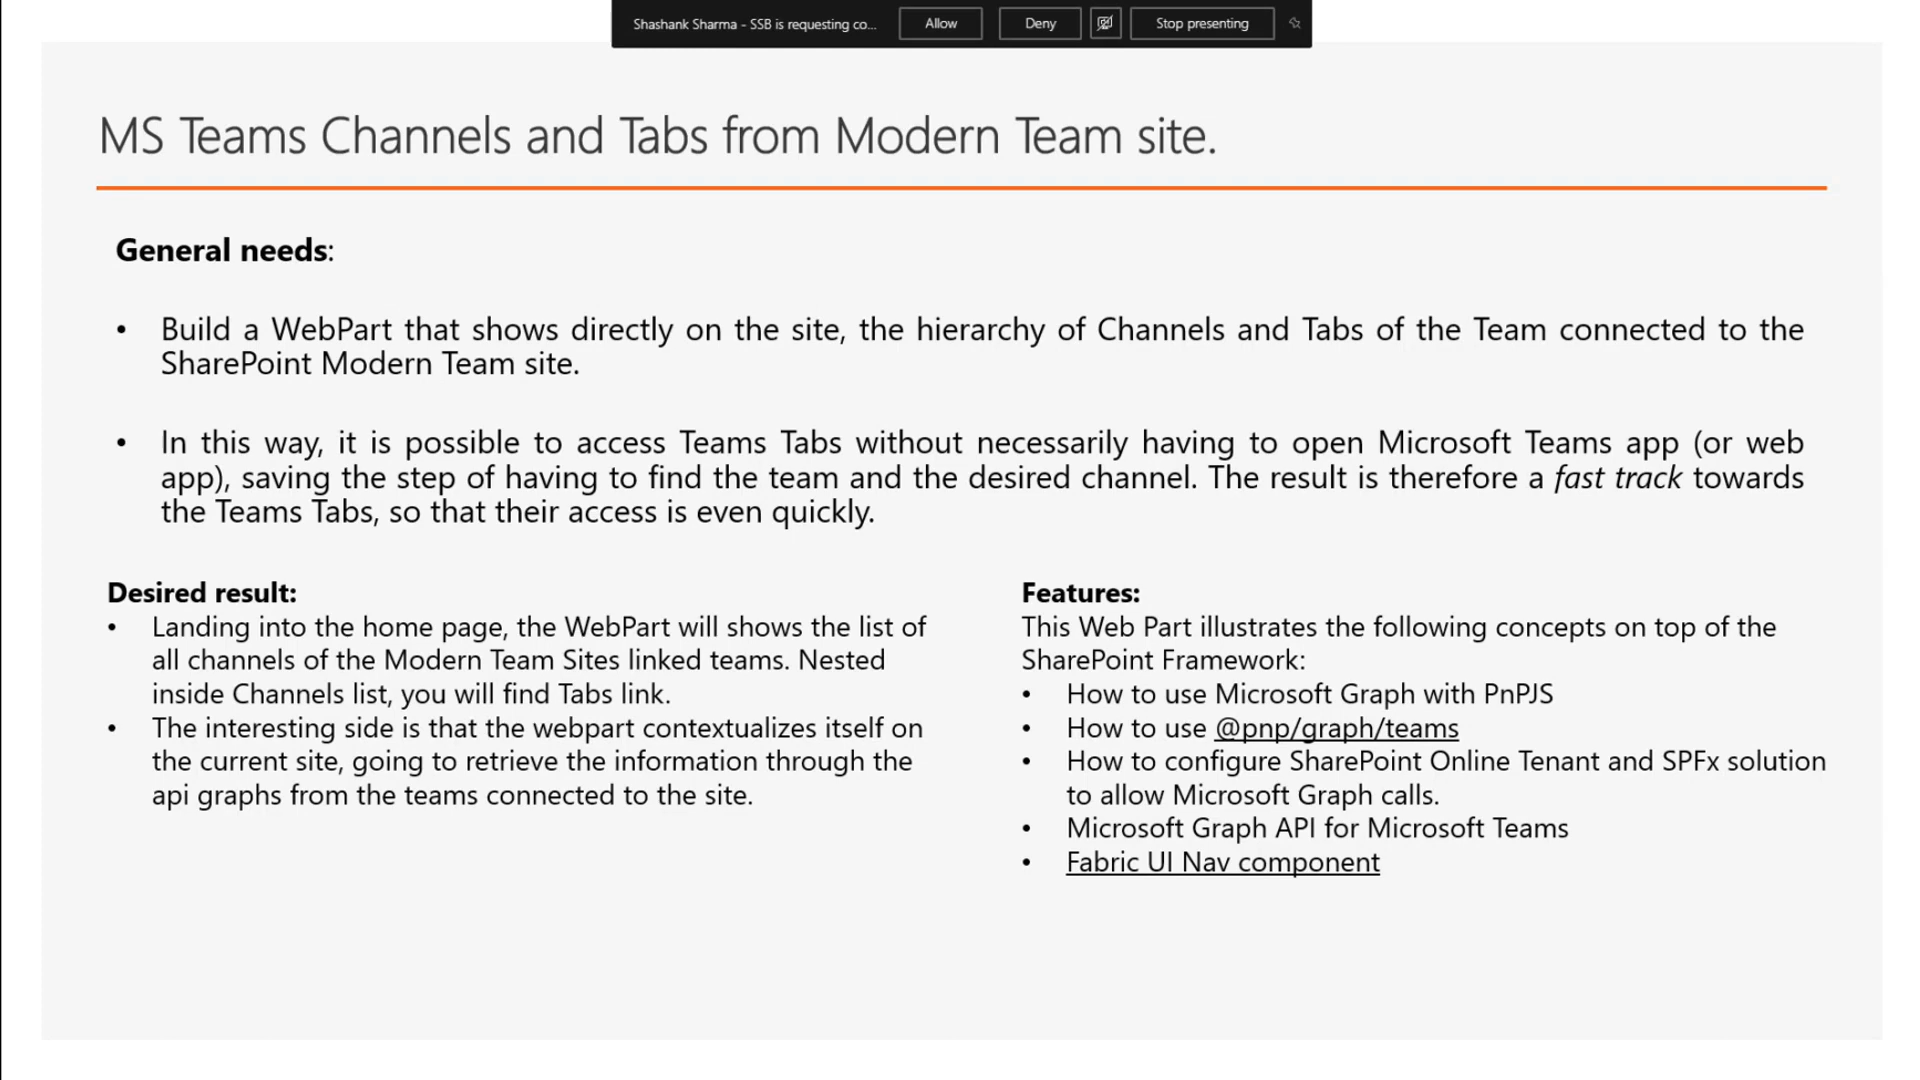 Shashank Sharma - SSB is requesting co...
Allow
Deny
Stop presenting
MS Teams Channels and Tabs from Modern Team site.
General needs:
• Build a WebPart that shows directly on the site, the hierarchy of Channels and Tabs of the Team connected to the
SharePoint Modern Team site.
• In this way, it is possible to access Teams Tabs without necessarily having to open Microsoft Teams app (or web
app), saving the step of having to find the team and the desired channel. The result is therefore a fast track towards
the Teams Tabs, so that their access is even quickly.
Desired result:
• Landing into the home page, the WebPart will shows the list of
all channels of the Modern Team Sites linked teams. Nested
inside Channels list, you will find Tabs link.
• The interesting side is that the webpart contextualizes itself on
the current site, going to retrieve the information through the
api graphs from the teams connected to the site.
Features:
This Web Part illustrates the following concepts on top of the
SharePoint Framework:
• How to use Microsoft Graph with PnPJS
• How to use @pnp/graph/teams
• How to configure SharePoint Online Tenant and SPFx solution
to allow Microsoft Graph calls.
• Microsoft Graph API for Microsoft Teams
• Fabric UI Nav component